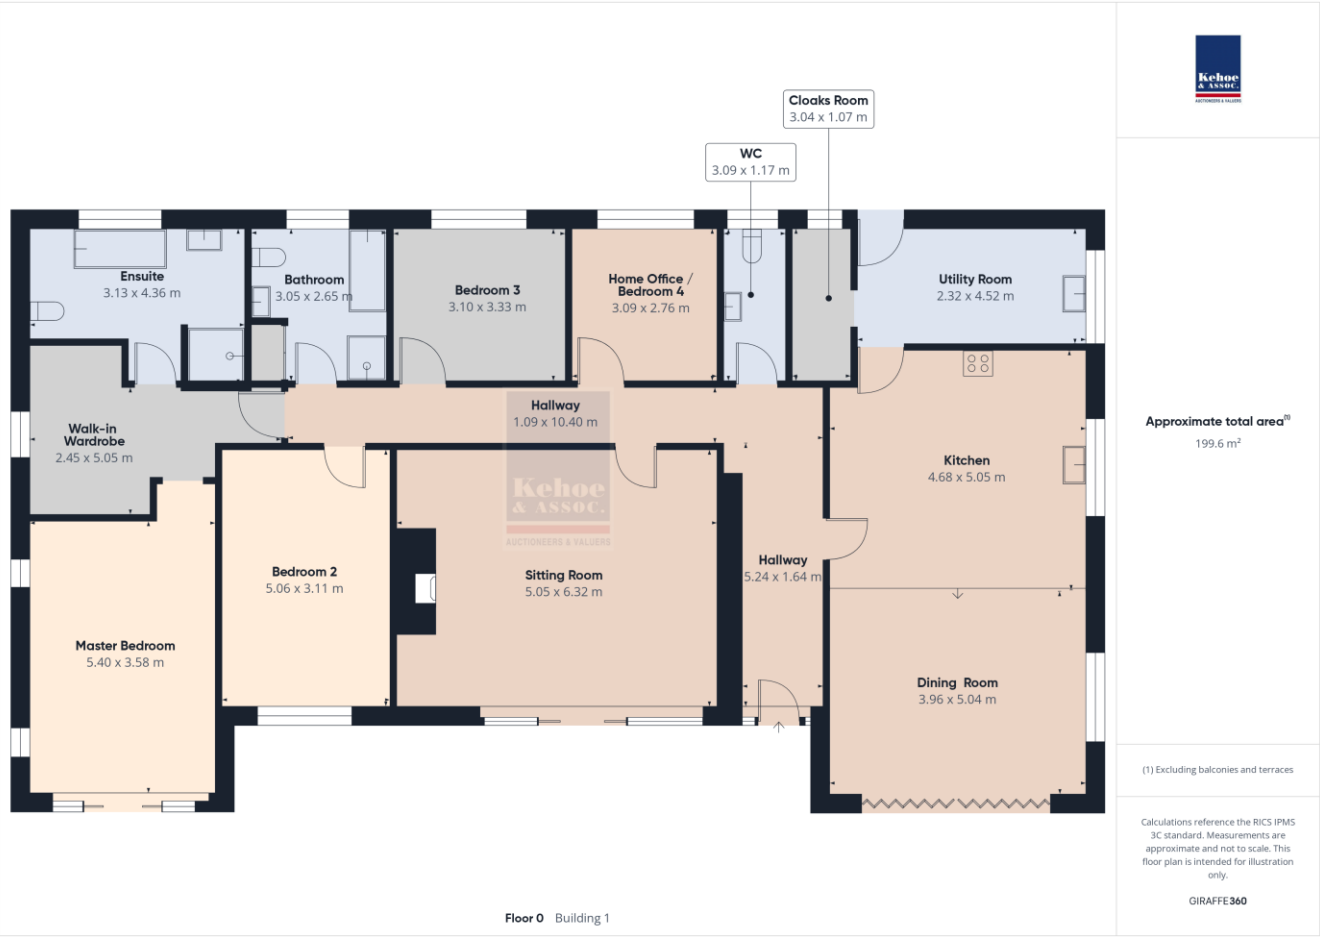 Kehoe
& ASSOC.
AUCTIONEERS & VALUERS
Cloaks Room
3.04 x 1.07 m
WC
3.09 x 1.17 m
Ensuite
3.13 x 4.36 m
Bathroom
3.05 x 2.65 m
Bedroom 3
3.10 x 3.33 m
Home Office /
Bedroom 4
3.09 x 2.76 m
Utility Room
2.32 x 4.52 m
Walk-in
Wardrobe
2.45 x 5.05 m
Hallway
1.09 x 10.40 m
Kitchen
4.68 x 5.05 m
Kehoe
& ASSOC.
AUCTIONEERS & VALUERS
Bedroom 2
5.06 x 3.11 m
Sitting Room
5.05 x 6.32 m
Hallway
5.24 x 1.64 m
Master Bedroom
5.40 x 3.58 m
Dining Room
3.96 x 5.04 m
Approximate total area(1)
199.6 m²
(1) Excluding balconies and terraces
Calculations reference the RICS IPMS
3C standard. Measurements are
approximate and not to scale. This
floor plan is intended for illustration
only.
GIRAFFE360
Floor 0 Building 1